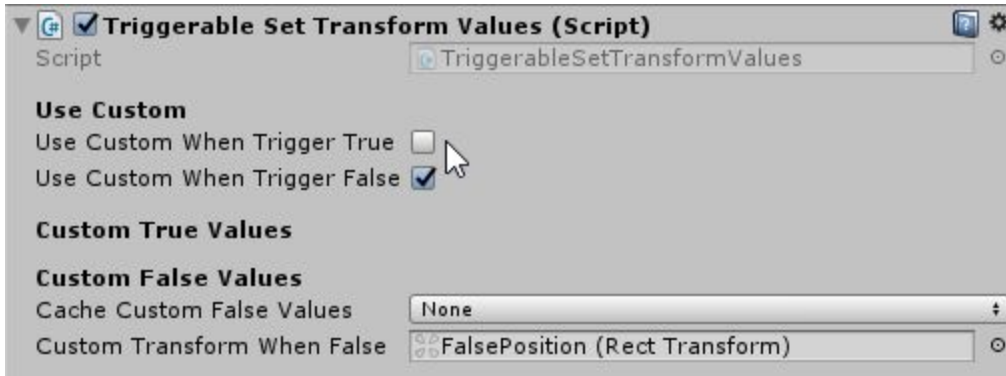 Triggerable Set Transform Values (Script)
Script TriggerableSetTransformValues
Use Custom
Use Custom When Trigger True
Use Custom When Trigger False
Custom True Values
Custom False Values
Cache Custom False Values None
Custom Transform When False FalsePosition (Rect Transform)